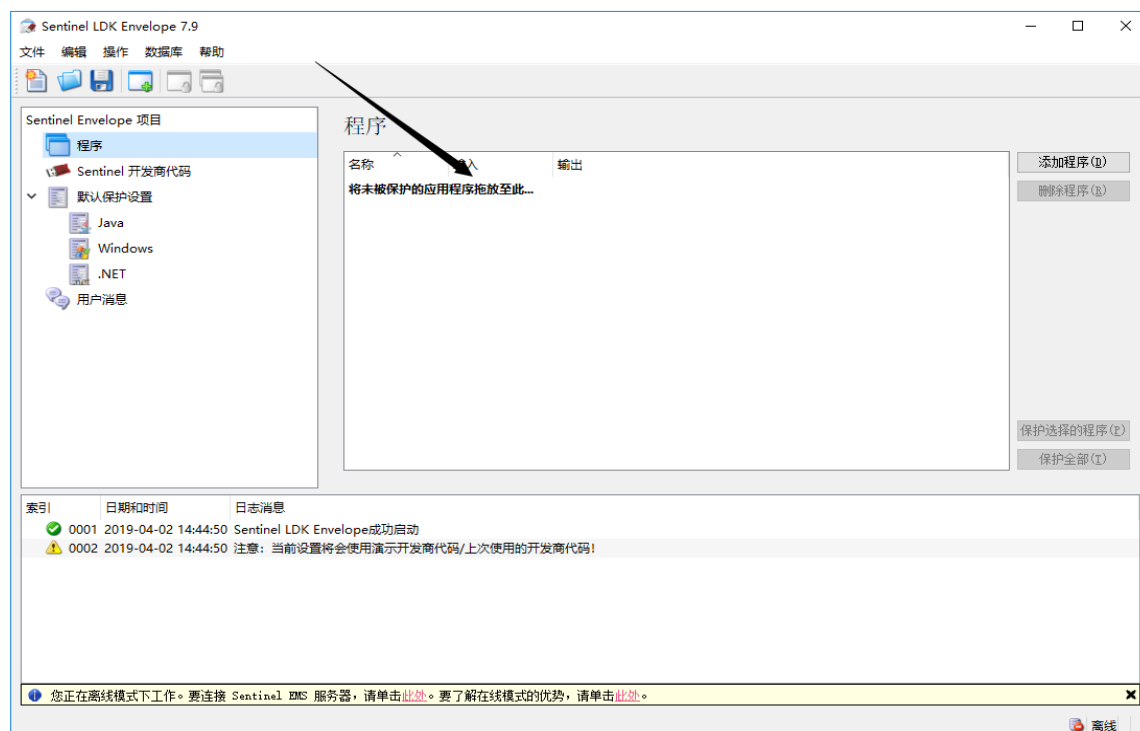 Sentinel LDK Envelope 7.9
文件 编辑 操作 数据库 帮助
Sentinel Envelope 项目
程序
Sentinel 开发商代码
默认保护设置
Java
Windows
.NET
用户消息
程序
名称 入 输出
将未被保护的应用程序拖放至此...
添加程序(D)
删除程序(R)
保护选择的程序(P)
保护全部(T)
索引 日期和时间 日志消息
0001 2019-04-02 14:44:50 Sentinel LDK Envelope成功启动
0002 2019-04-02 14:44:50 注意：当前设置将会使用演示开发商代码/上次使用的开发商代码!
您正在离线模式下工作。要连接 Sentinel EMS 服务器，请单击此处。要了解在线模式的优势，请单击此处。
离线